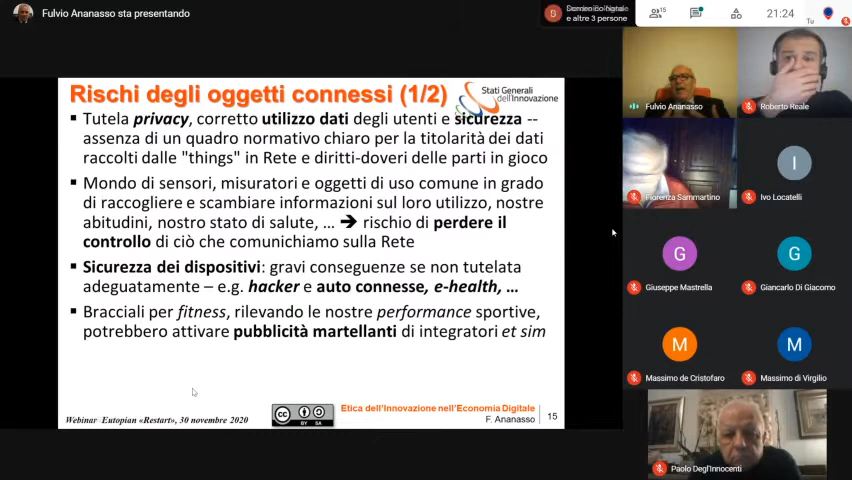 Fulvio Ananasso sta presentando
e altre 3 persone
15
21:24
Tu
Rischi degli oggetti connessi (1/2)
Stati Generali
dell'Innovazione
▪ Tutela privacy, corretto utilizzo dati degli utenti e sicurezza --
assenza di un quadro normativo chiaro per la titolarità dei dati
raccolti dalle "things" in Rete e diritti-doveri delle parti in gioco
▪ Mondo di sensori, misuratori e oggetti di uso comune in grado
di raccogliere e scambiare informazioni sul loro utilizzo, nostre
abitudini, nostro stato di salute, … ➔ rischio di perdere il
controllo di ciò che comunichiamo sulla Rete
▪ Sicurezza dei dispositivi: gravi conseguenze se non tutelata
adeguatamente – e.g. hacker e auto connesse, e-health, …
▪ Bracciali per fitness, rilevando le nostre performance sportive,
potrebbero attivare pubblicità martellanti di integratori et sim
Webinar Eutopian «Restart», 30 novembre 2020
cc
BY SA
Etica dell'Innovazione nell'Economia Digitale
F. Ananasso
15
S
Fulvio Ananasso
Roberto Reale
Fiorenza Sammartino
I
Ivo Locatelli
G
Giuseppe Mastrella
G
Giancarlo Di Giacomo
M
Massimo de Cristofaro
M
Massimo di Virgilio
Paolo Degl'Innocenti